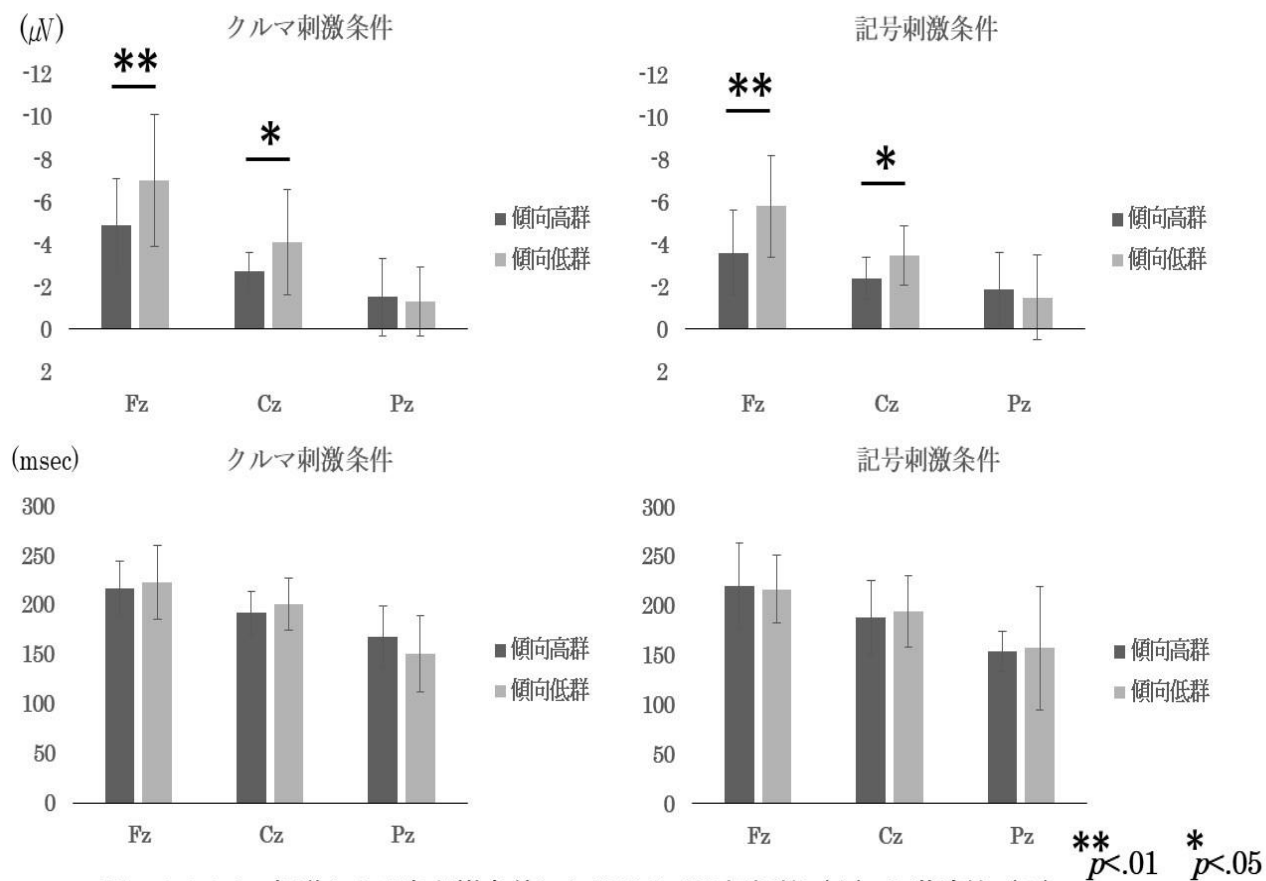 (μV)
クルマ刺激条件
**
*
-12
-10
-8
-6
-4
-2
0
2
Fz
Cz
Pz
傾向高群
傾向低群
記号刺激条件
**
*
-12
-10
-8
-6
-4
-2
0
2
Fz
Cz
Pz
傾向高群
傾向低群
(msec)
クルマ刺激条件
300
250
200
150
100
50
0
Fz
Cz
Pz
傾向高群
傾向低群
記号刺激条件
300
250
200
150
100
50
0
Fz
Cz
Pz
傾向高群
傾向低群
**p<.01 *p<.05